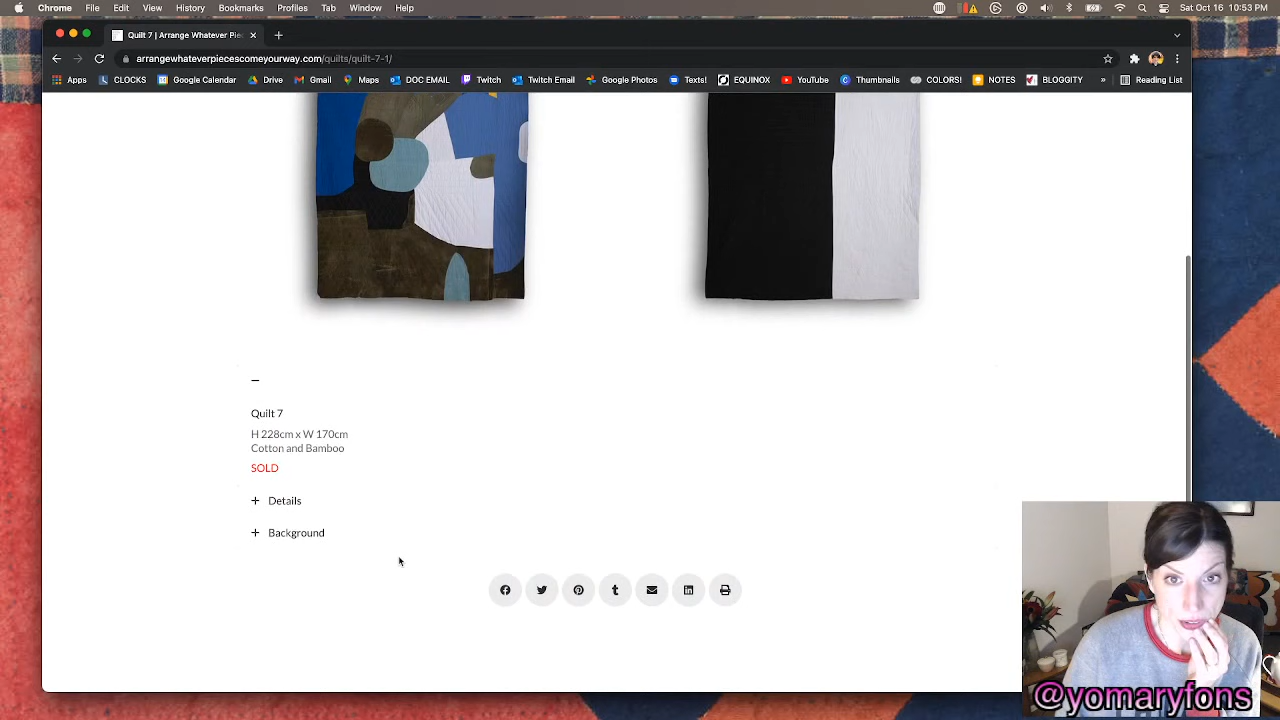 Chrome File Edit View History Bookmarks Profiles Tab Window Help Sat Oct 1 10:53 PM
Quilt 7 | Arrange Whatever Pie
arrangewhateverpiecescomeyourway.com/quilts/quilt-7-1/
Apps CLOCKS Google Calendar Drive Gmail Maps DOC EMAIL Twitch Twitch Email Google Photos Texts! EQUINOX YouTube Thumbnails COLORS! NOTES BLOGGITY » Reading List
Quilt 7
H 228cm x W 170cm
Cotton and Bamboo
SOLD
+ Details
+ Background
@yomaryfons